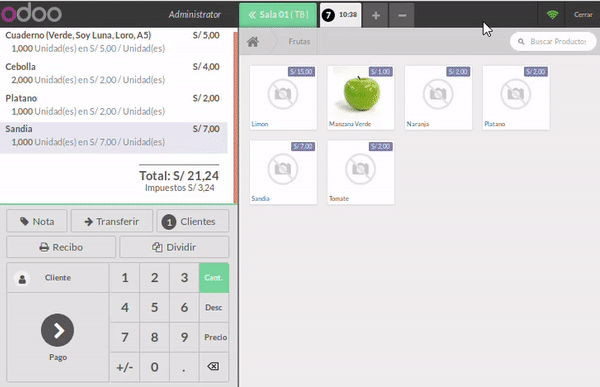 odoo
Administrator
Sala 01 ( TB )
7 10:38
Cerrar
Cuaderno (Verde, Soy Luna, Loro, A5) S/ 5,00
1,000 Unidad(es) en S/ 5,00 / Unidad(es)
Cebolla S/ 4,00
2,000 Unidad(es) en S/ 2,00 / Unidad(es)
Platano S/ 2,00
1,000 Unidad(es) en S/ 2,00 / Unidad(es)
Sandia S/ 7,00
1,000 Unidad(es) en S/ 7,00 / Unidad(es)
Total: S/ 21,24
Impuestos S/ 3,24
Nota
Transferir
1 Clientes
Recibo
Dividir
Cliente
Pago
1 2 3 Cant.
4 5 6 Desc
7 8 9 Precio
+/- 0 .
Frutas
Buscar Productos
S/ 15,00
Limon
S/ 1,00
Manzana Verde
S/ 2,00
Naranja
S/ 2,00
Platano
S/ 7,00
Sandia
S/ 2,00
Tomate